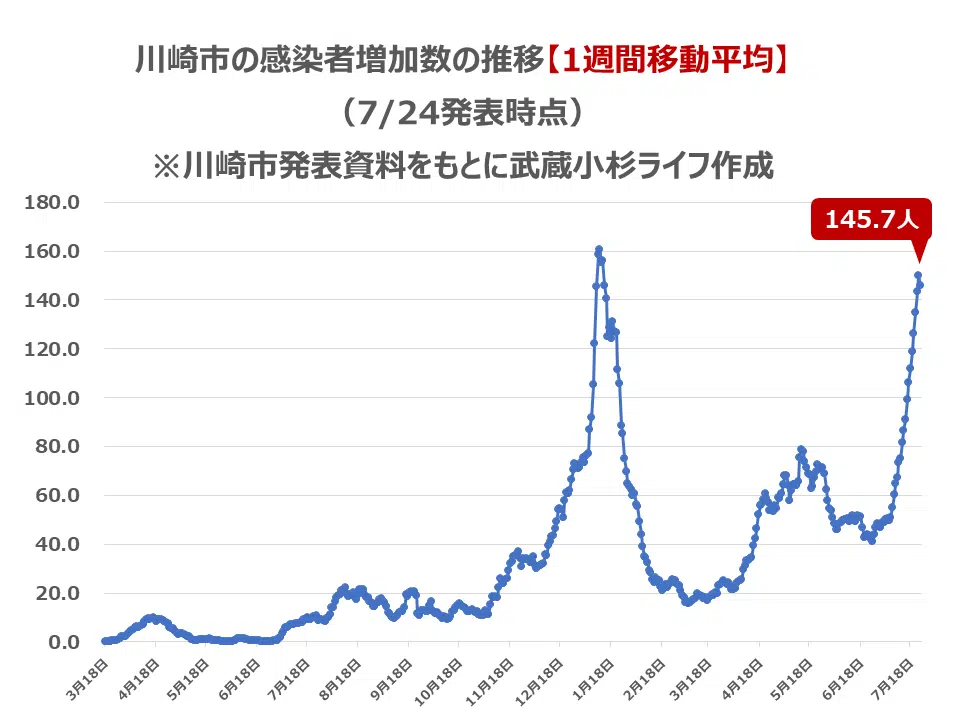 川崎市の感染者増加数の推移【1週間移動平均】
（7/24発表時点）
※川崎市発表資料をもとに武蔵小杉ライフ作成
180.0
145.7人
160.0
140.0
120.0
100.0
80.0
60.0
40.0
20.0
0.0
3月18日
4月18日
5月18日
6月18日
7月18日
8月18日
9月18日
10月18日
11月18日
12月18日
1月18日
2月18日
3月18日
4月18日
5月18日
6月18日
7月18日